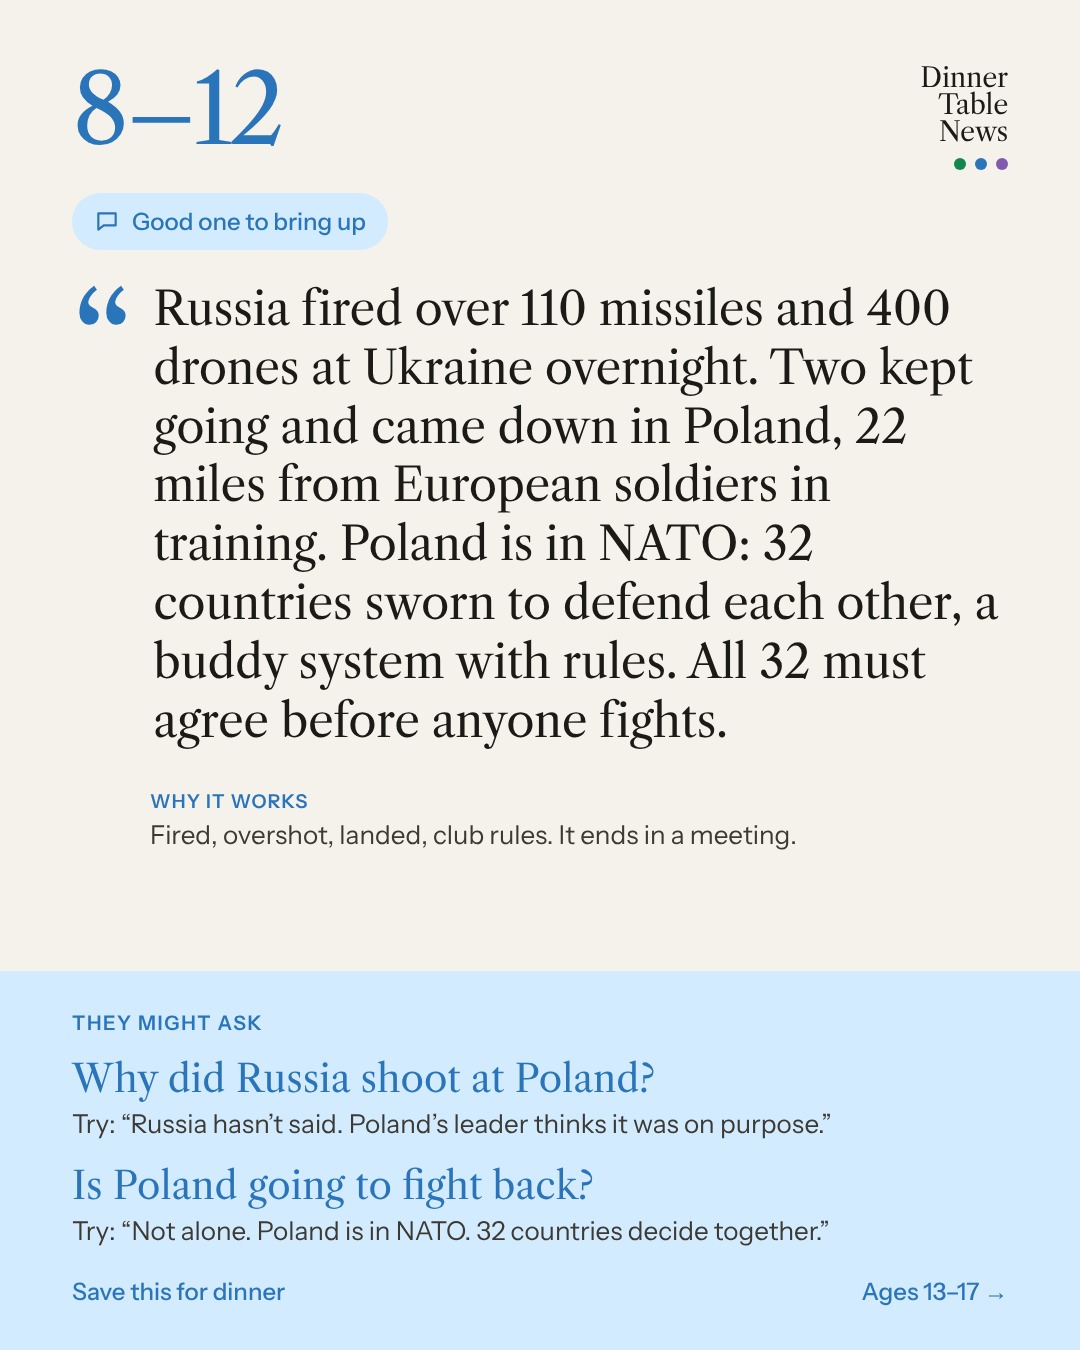 8–12
Dinner
Table
News
Good one to bring up
“Russia fired over 110 missiles and 400
drones at Ukraine overnight. Two kept
going and came down in Poland, 22
miles from European soldiers in
training. Poland is in NATO: 32
countries sworn to defend each other, a
buddy system with rules. All 32 must
agree before anyone fights.
WHY IT WORKS
Fired, overshot, landed, club rules. It ends in a meeting.
THEY MIGHT ASK
Why did Russia shoot at Poland?
Try: “Russia hasn’t said. Poland’s leader thinks it was on purpose.”
Is Poland going to fight back?
Try: “Not alone. Poland is in NATO. 32 countries decide together.”
Save this for dinner
Ages 13–17 →